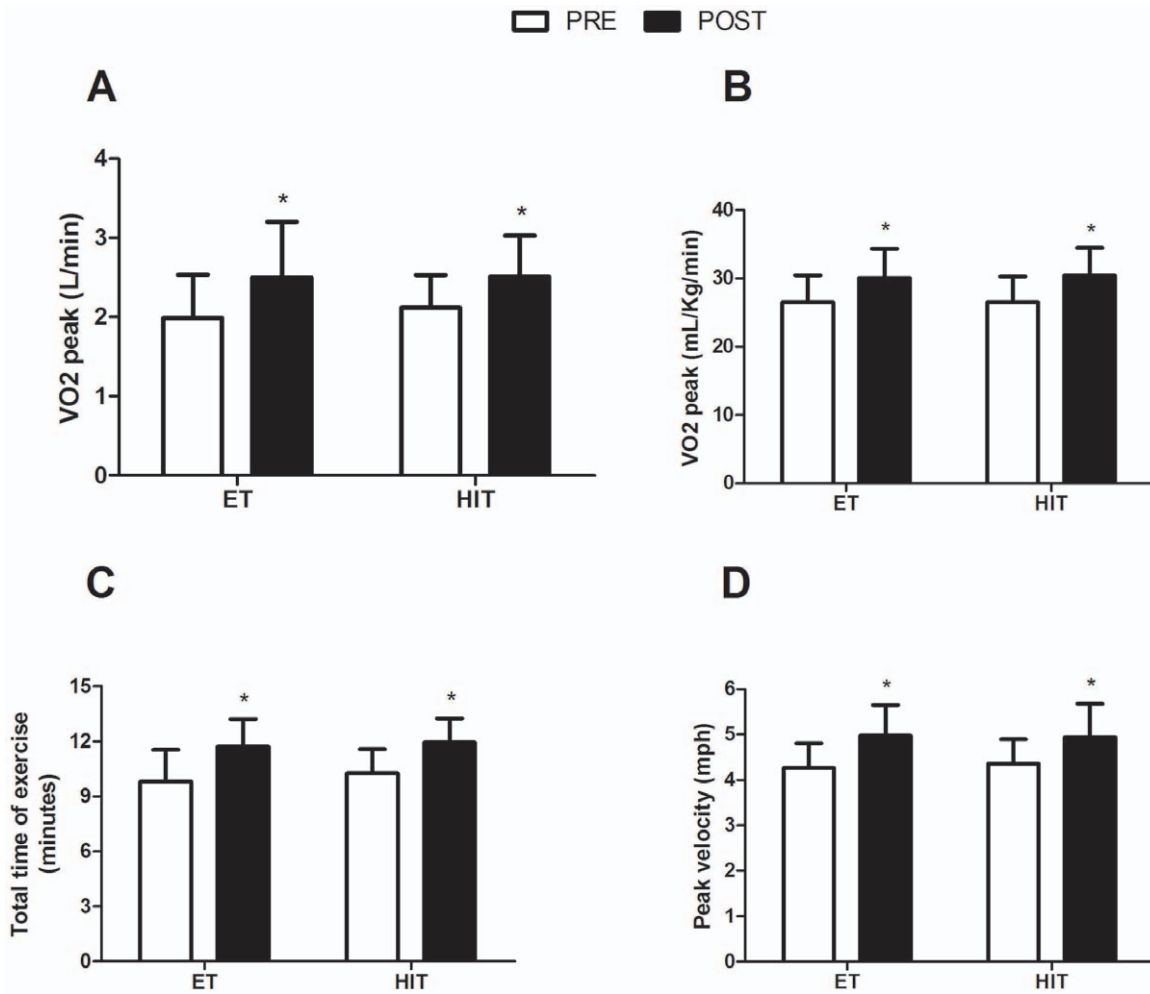 PRE POST
A
VO2 peak (L/min)
4
3
2
1
0
* *
ET HIT
B
VO2 peak (mL/Kg/min)
40
30
20
10
0
* *
ET HIT
C
Total time of exercise
(minutes)
15
12
9
6
3
0
* *
ET HIT
D
Peak velocity (mph)
6
5
4
3
2
1
0
* *
ET HIT